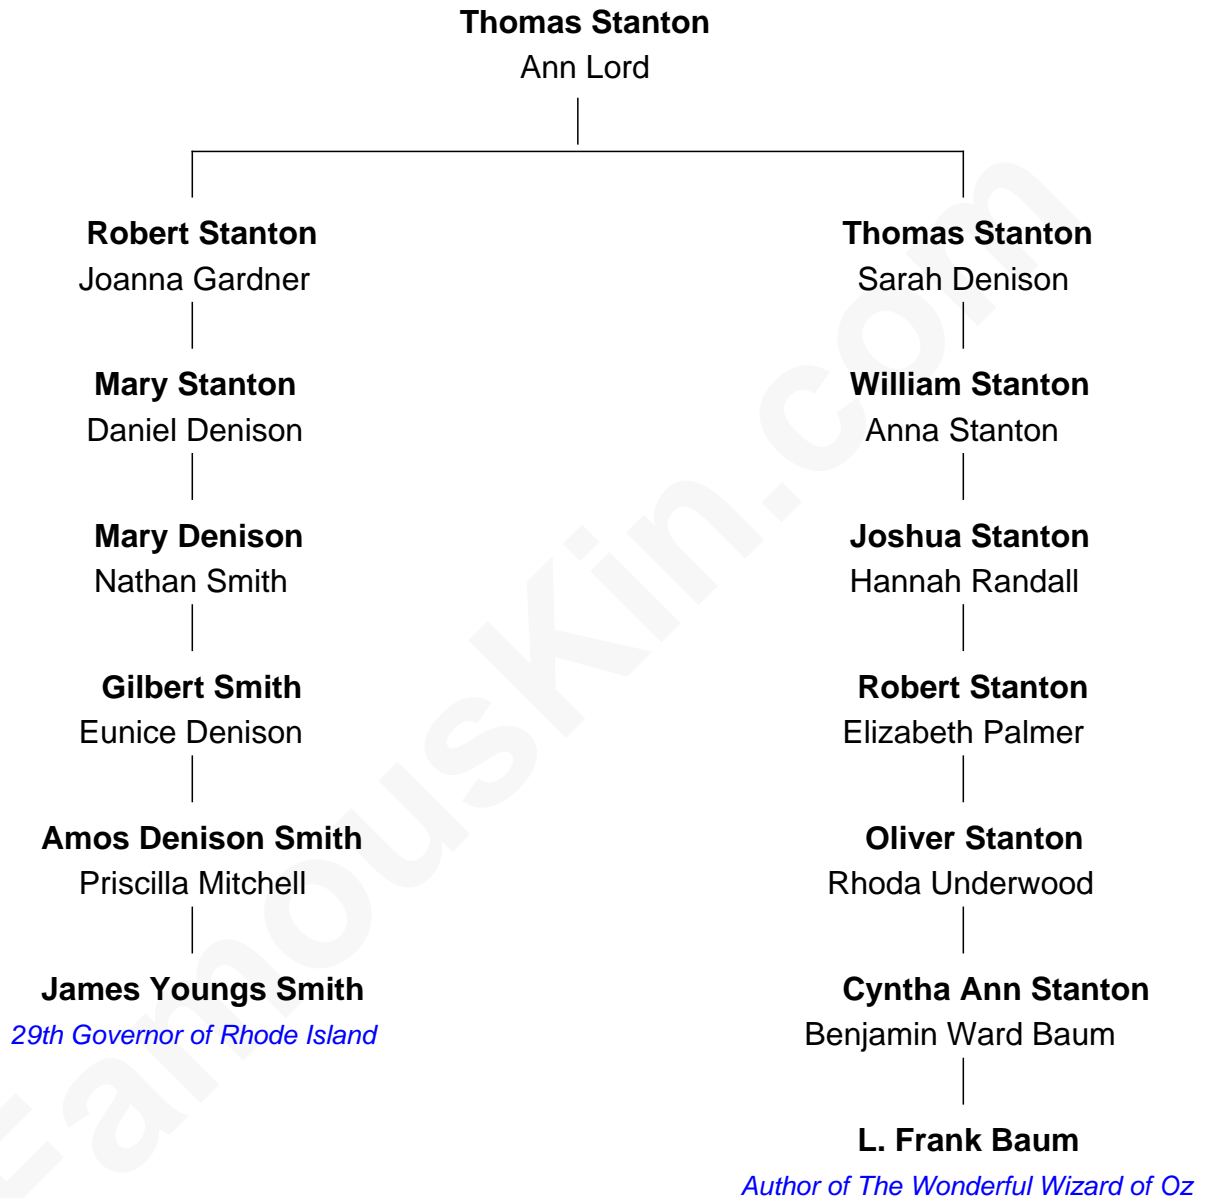 Thomas Stanton
Ann Lord
Robert Stanton
Joanna Gardner
Mary Stanton
Daniel Denison
Mary Denison
Nathan Smith
Gilbert Smith
Eunice Denison
Amos Denison Smith
Priscilla Mitchell
James Youngs Smith
29th Governor of Rhode Island
Thomas Stanton
Sarah Denison
William Stanton
Anna Stanton
Joshua Stanton
Hannah Randall
Robert Stanton
Elizabeth Palmer
Oliver Stanton
Rhoda Underwood
Cyntha Ann Stanton
Benjamin Ward Baum
L. Frank Baum
Author of The Wonderful Wizard of Oz
FamousKin.com